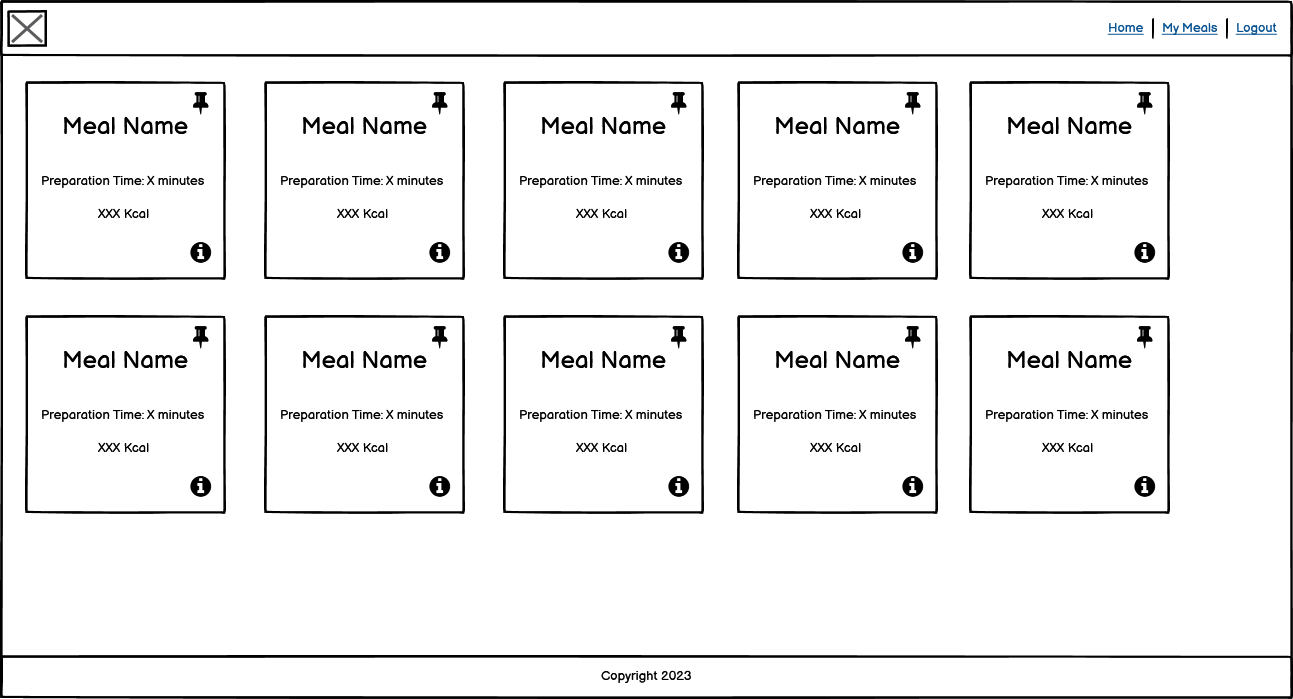 Home My Meals Logout
Meal Name Meal Name Meal Name Meal Name Meal Name
Preparation Time: X minutes Preparation Time: X minutes Preparation Time: X minutes Preparation Time: X minutes Preparation Time: X minutes
XXX Kcal XXX Kcal XXX Kcal XXX Kcal XXX Kcal
Meal Name Meal Name Meal Name Meal Name Meal Name
Preparation Time: X minutes Preparation Time: X minutes Preparation Time: X minutes Preparation Time: X minutes Preparation Time: X minutes
XXX Kcal XXX Kcal XXX Kcal XXX Kcal XXX Kcal
Copyright 2023